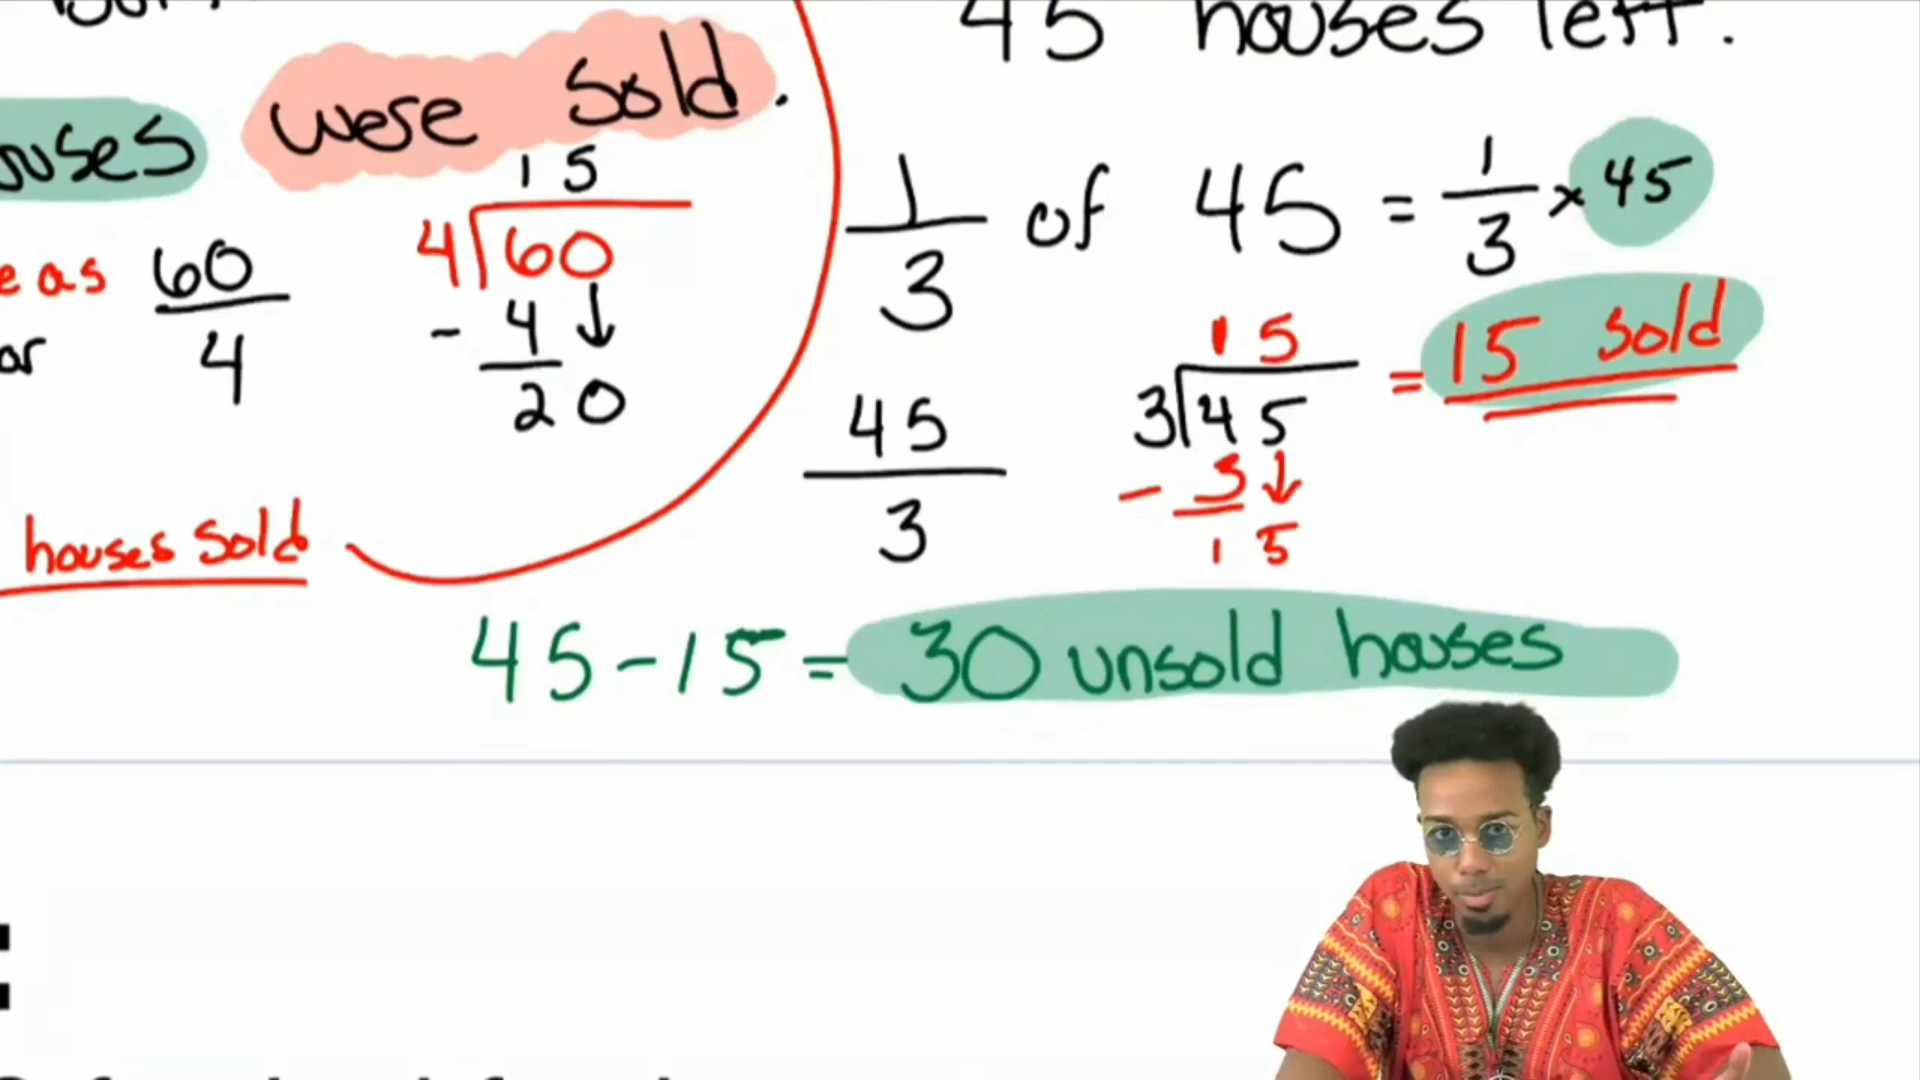 45 houses left.
were sold.
15
4)60
- 4
20
e as 60/4
or
houses sold
1/3 of 45 = 1/3 × 45
45/3
15
3)45
- 3
15
= 15 sold
45 - 15 = 30 unsold houses